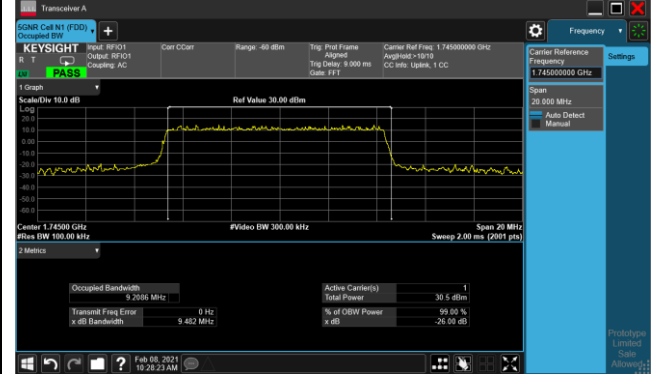 Transceiver A
5GNR Cell N1 (FDD)
Occupied BW
Frequency
KEYSIGHT
R T
PASS
Input: RFIO1
Output: RFIO1
Coupling: AC
Corr CCorr
Range: -60 dBm
Trig: Prot Frame
Aligned
Trig Delay: 9.000 ms
Gate: FFT
Carrier Ref Freq: 1.745000000 GHz
Avg|Hold:>10/10
CC Info: Uplink, 1 CC
Carrier Reference
Frequency
1.745000000 GHz
Settings
Span
20.000 MHz
Auto Detect
Manual
1 Graph
Scale/Div 10.0 dB
Ref Value 30.00 dBm
Log
20.0
10.0
0.00
-10.0
-20.0
-30.0
-40.0
-50.0
-60.0
Center 1.74500 GHz
#Video BW 300.00 kHz
Span 20 MHz
#Res BW 100.00 kHz
Sweep 2.00 ms (2001 pts)
2 Metrics
Occupied Bandwidth
9.2086 MHz
Transmit Freq Error 0 Hz
x dB Bandwidth 9.482 MHz
Active Carrier(s) 1
Total Power 30.5 dBm
% of OBW Power 99.00 %
x dB -26.00 dB
Prototype
Limited
Sale
Allowed
?
Feb 08, 2021
10:28:23 AM